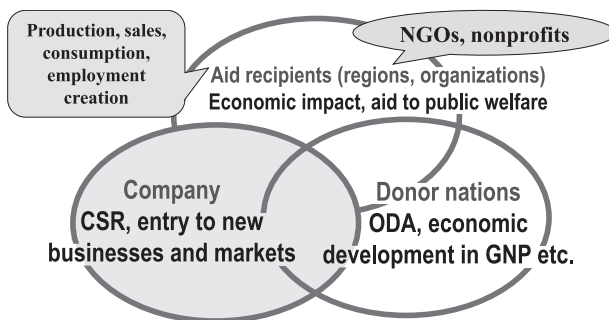 Production, sales,
consumption,
employment
creation
NGOs, nonprofits
Aid recipients (regions, organizations)
Economic impact, aid to public welfare
Company
CSR, entry to new
businesses and markets
Donor nations
ODA, economic
development in GNP etc.